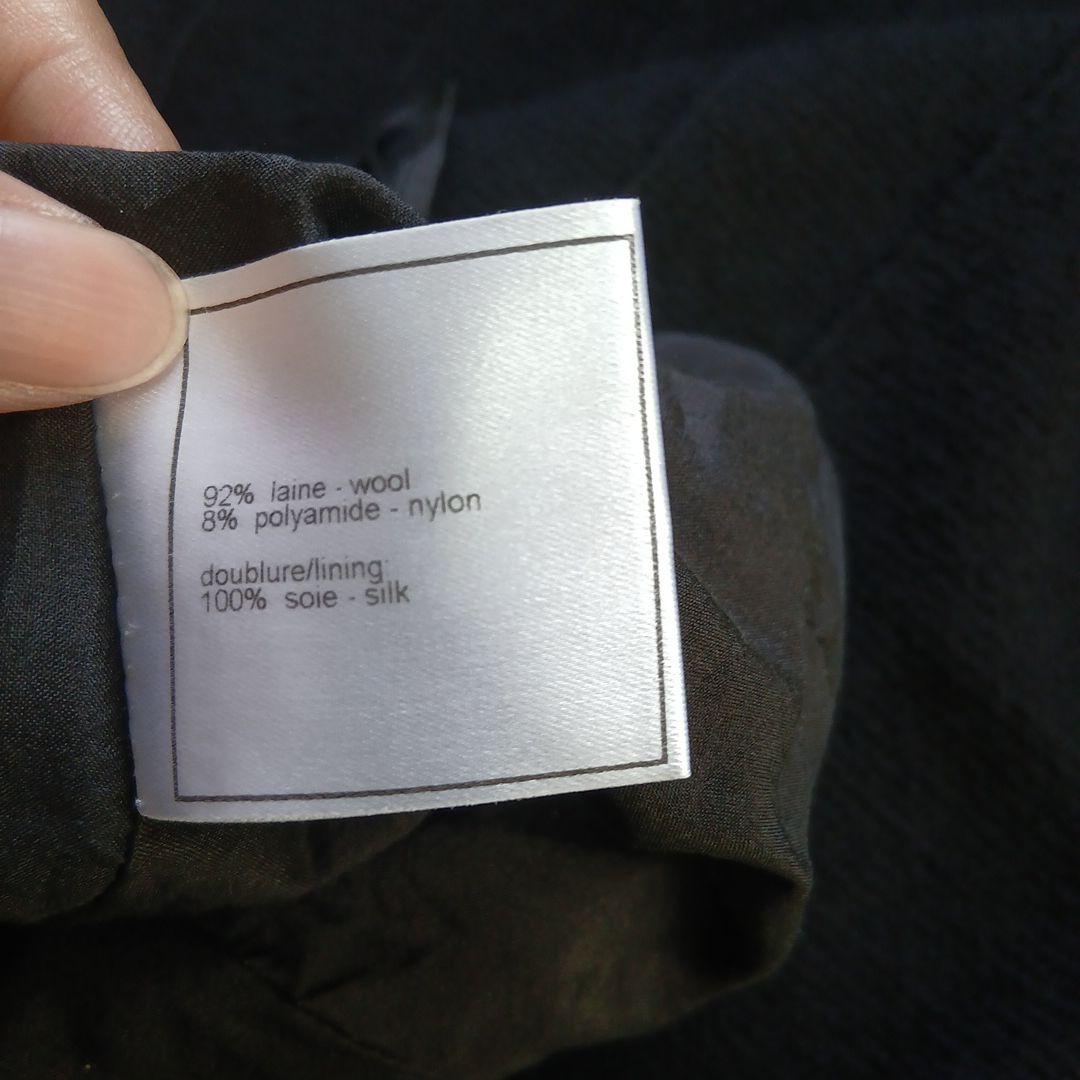 92% laine - wool
8% polyamide - nylon
doublure/lining
100% soie - silk